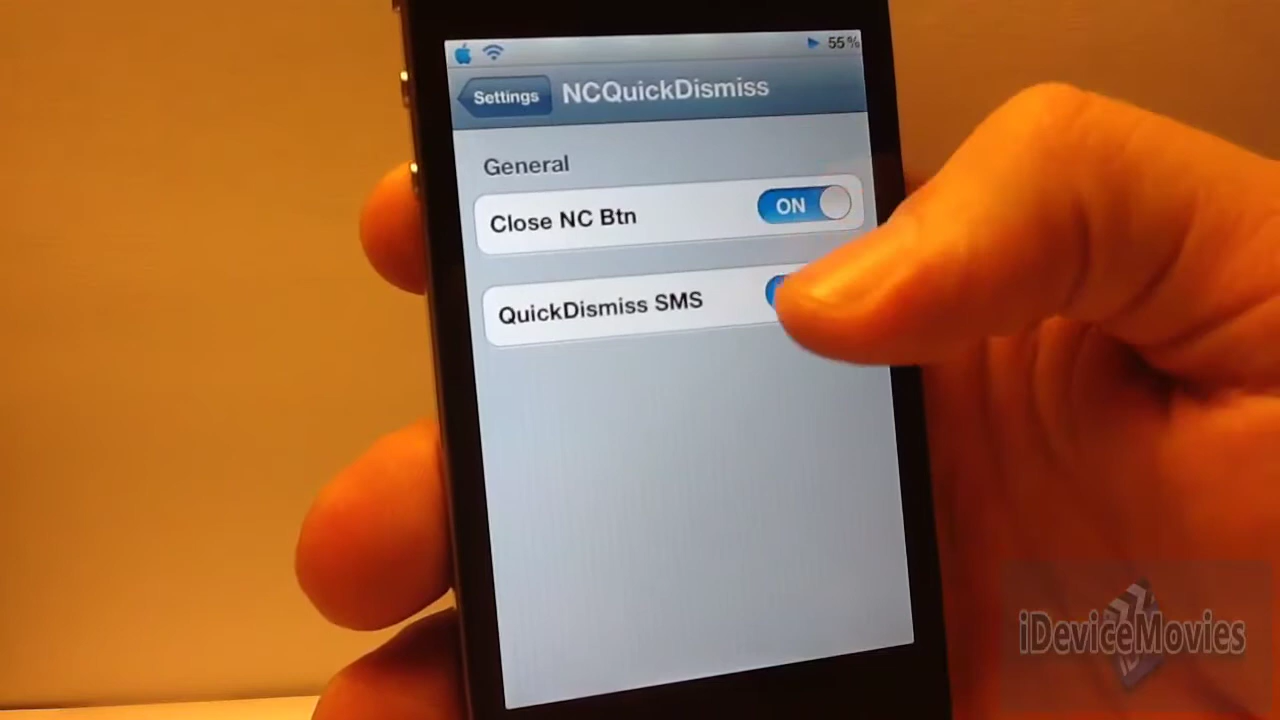 55%
Settings
NCQuickDismiss
General
Close NC Btn
ON
QuickDismiss SMS
iDeviceMovies